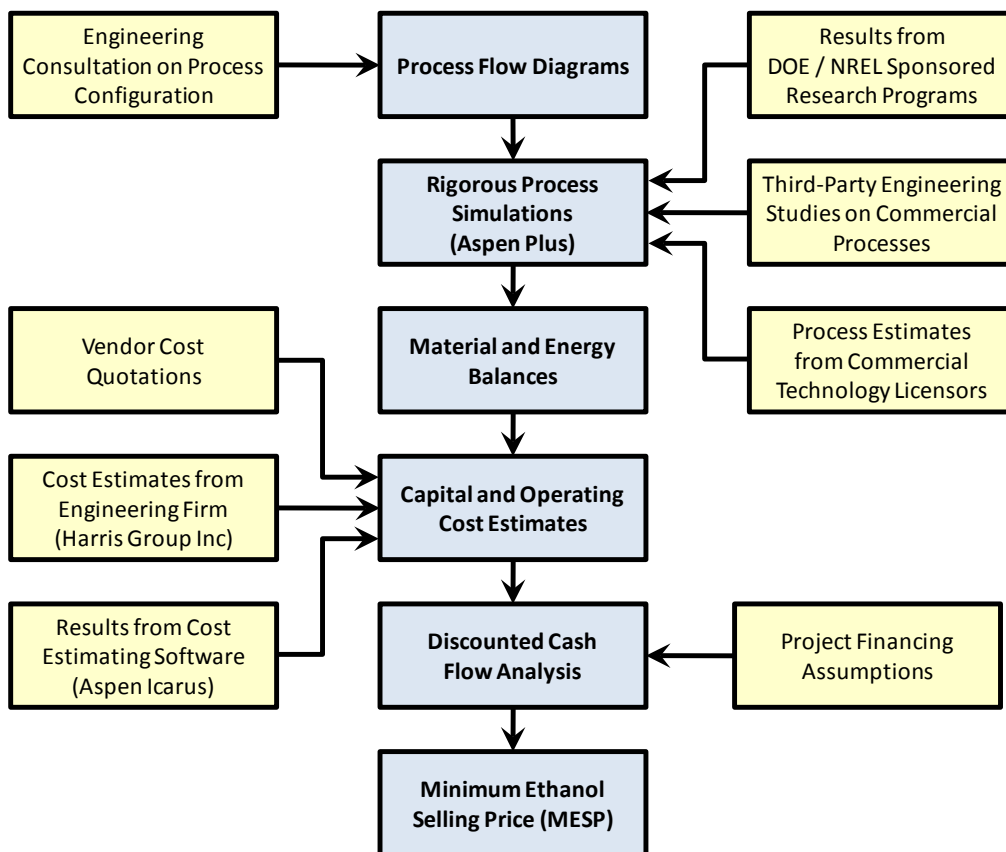 Engineering
Consultation on Process
Configuration
Process Flow Diagrams
Results from
DOE / NREL Sponsored
Research Programs
Rigorous Process
Simulations
(Aspen Plus)
Third-Party Engineering
Studies on Commercial
Processes
Vendor Cost
Quotations
Material and Energy
Balances
Process Estimates
from Commercial
Technology Licensors
Cost Estimates from
Engineering Firm
(Harris Group Inc)
Capital and Operating
Cost Estimates
Results from Cost
Estimating Software
(Aspen Icarus)
Discounted Cash
Flow Analysis
Project Financing
Assumptions
Minimum Ethanol
Selling Price (MESP)